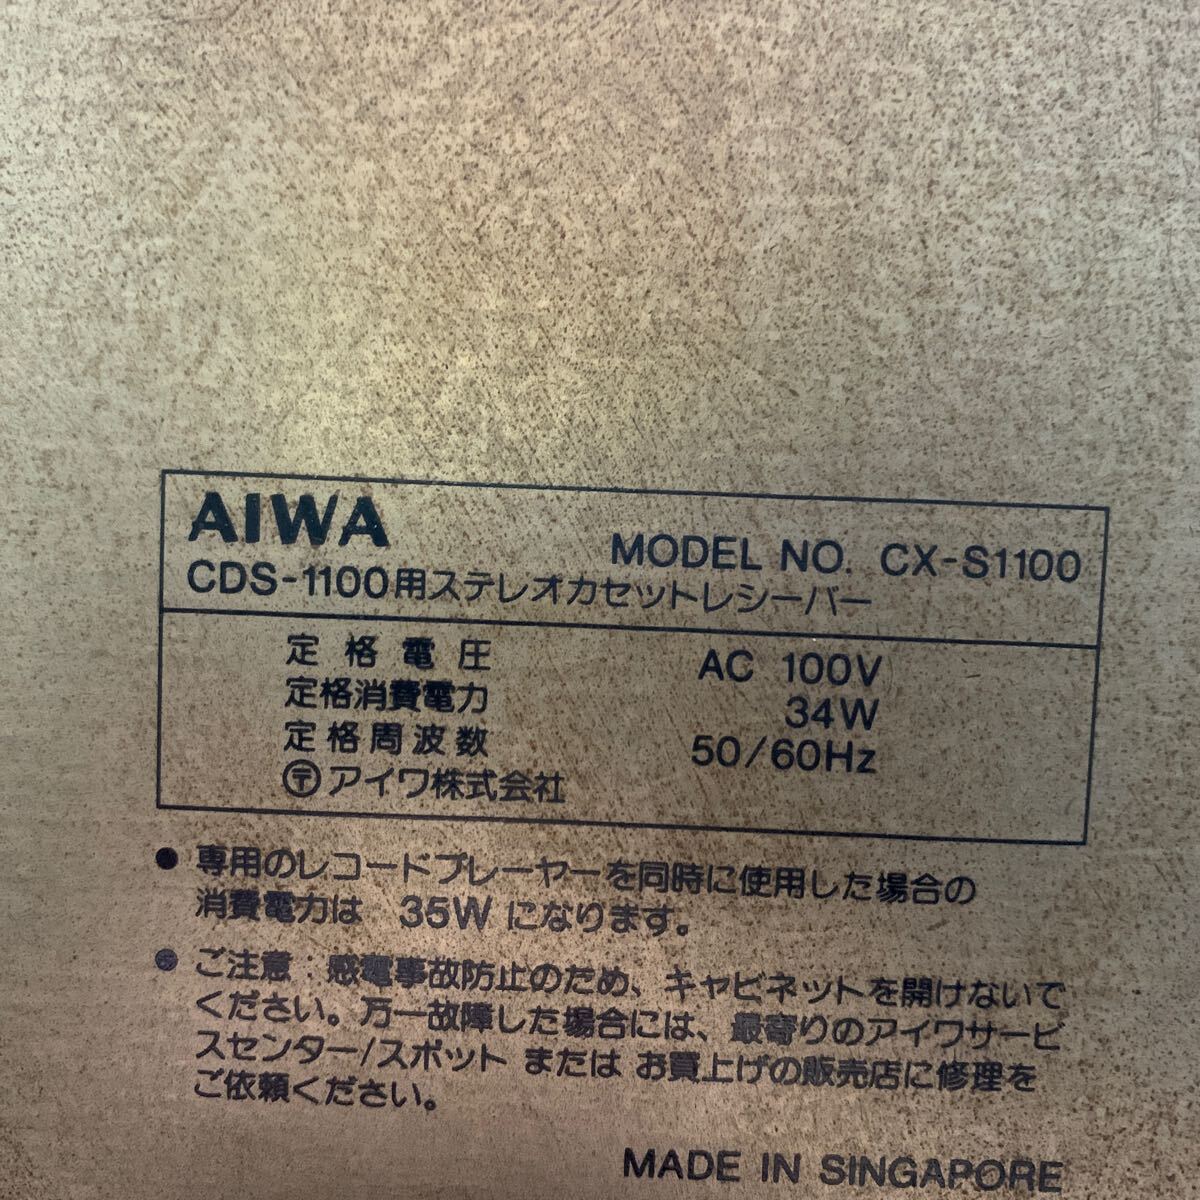 AIWA
MODEL NO. CX-S1100
CDS-1100用ステレオカセットレシーバー
定格電圧 AC 100V
定格消費電力 34W
定格周波数 50/60Hz
〶アイワ株式会社
● 専用のレコードプレーヤーを同時に使用した場合の
消費電力は 35W になります。
● ご注意:感電事故防止のため、キャビネットを開けないで
ください。万一故障した場合には、最寄りのアイワサービ
スセンター/スポット または お買上げの販売店に修理を
ご依頼ください。
MADE IN SINGAPORE